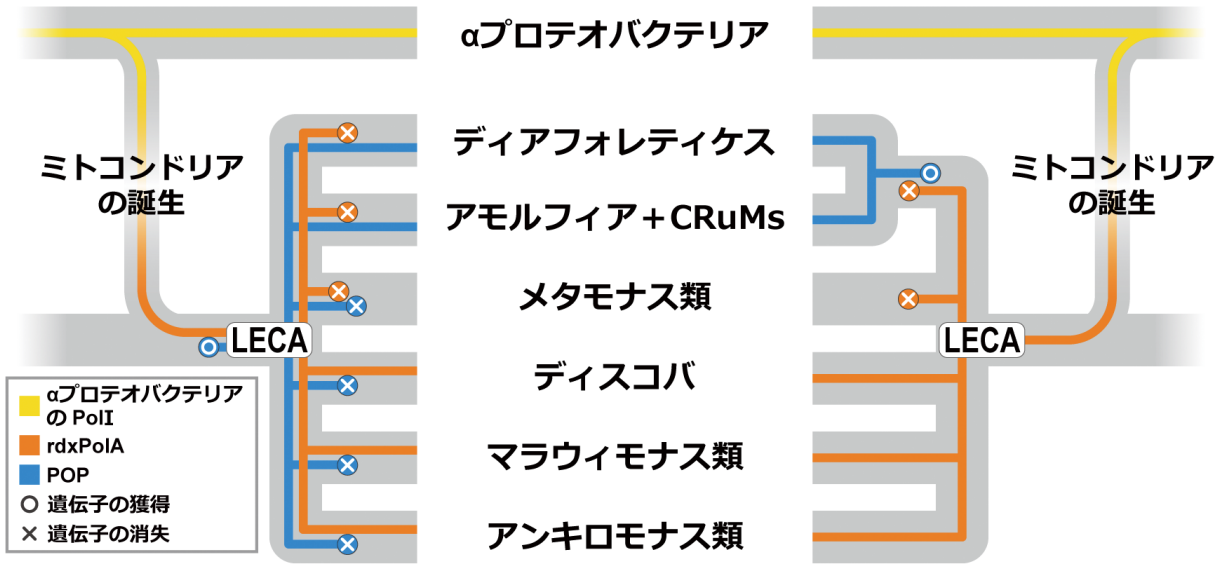 αプロテオバクテリア
ディアフォレティケス
ミトコンドリア
の誕生
ミトコンドリア
の誕生
アモルフィア＋CRuMs
メタモナス類
LECA
LECA
ディスコバ
αプロテオバクテリア
の PolI
rdxPolA
マラウィモナス類
POP
遺伝子の獲得
遺伝子の消失
アンキロモナス類